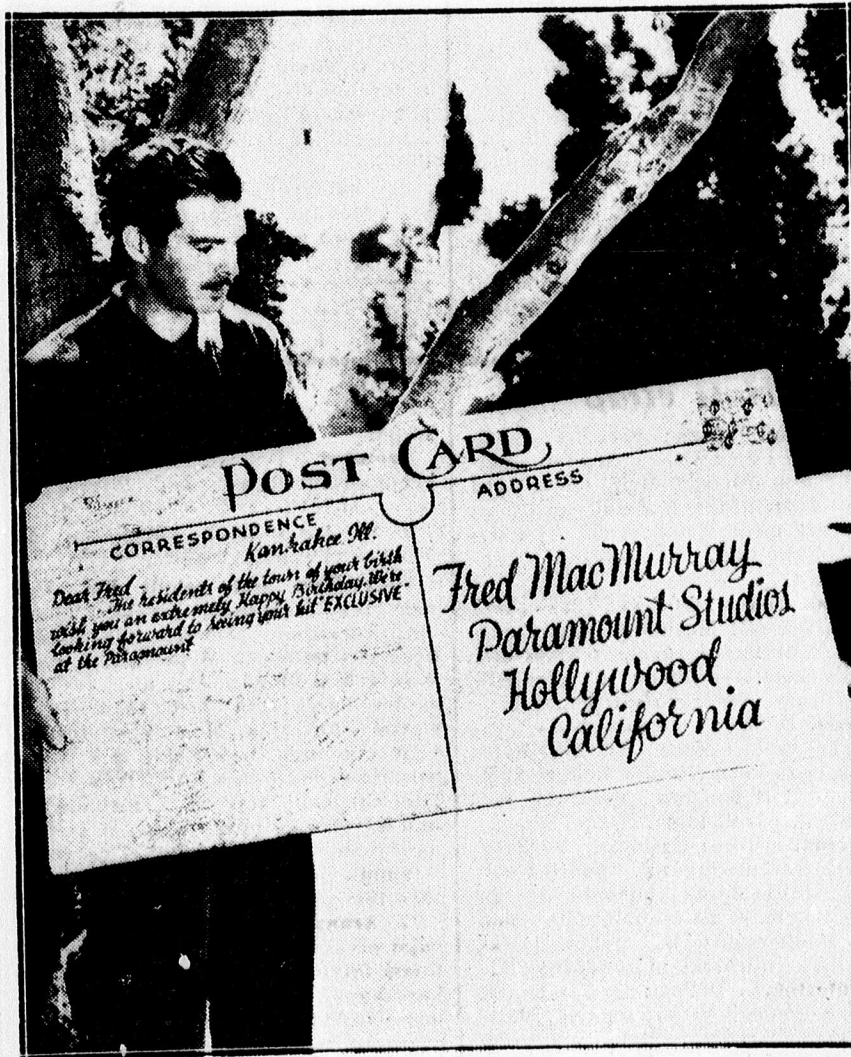 POST CARD
CORRESPONDENCE
Kankakee Ill.
Dear Fred -
The residents of the town of your birth
wish you an extremely Happy Birthday. We're
looking forward to seeing your hit "EXCLUSIVE"
at the Paramount
ADDRESS
Fred MacMurray
Paramount Studios
Hollywood
California